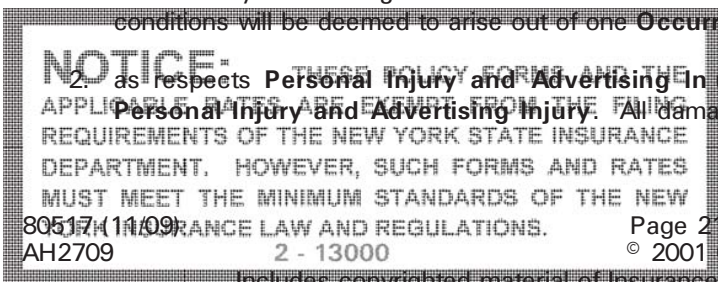 conditions will be deemed to arise out of one Occur
NOTICE: THESE POLICY FORMS AND THE
2. as respects Personal Injury and Advertising In
APPLICABLE RATES ARE EXEMPT FROM THE FILING
Personal Injury and Advertising Injury. All dama
REQUIREMENTS OF THE NEW YORK STATE INSURANCE
DEPARTMENT. HOWEVER, SUCH FORMS AND RATES
MUST MEET THE MINIMUM STANDARDS OF THE NEW
YORK INSURANCE LAW AND REGULATIONS.
80517 (11/09) Page 2
AH2709 2 - 13000 © 2001
Includes copyrighted material of Insurance